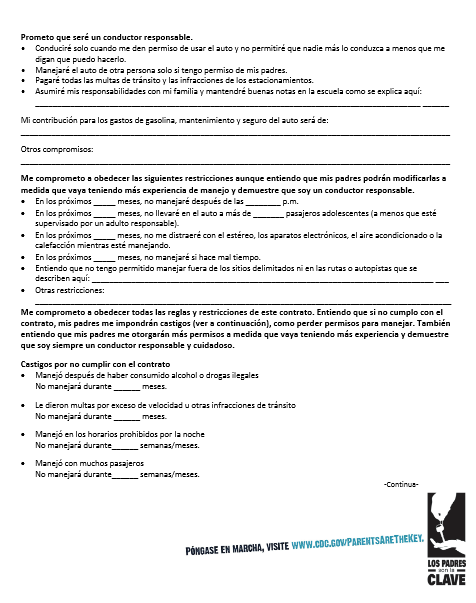 Prometo que seré un conductor responsable.
• Conduciré solo cuando me den permiso de usar el auto y no permitiré que nadie más lo conduzca a menos que me
digan que puedo hacerlo.
• Manejaré el auto de otra persona solo si tengo permiso de mis padres.
• Pagaré todas las multas de tránsito y las infracciones de los estacionamientos.
• Asumiré mis responsabilidades con mi familia y mantendré buenas notas en la escuela como se explica aquí:
Mi contribución para los gastos de gasolina, mantenimiento y seguro del auto será de:
Otros compromisos:
Me comprometo a obedecer las siguientes restricciones aunque entiendo que mis padres podrán modificarlas a
medida que vaya teniendo más experiencia de manejo y demuestre que soy un conductor responsable.
• En los próximos _____ meses, no manejaré después de las ________ p.m.
• En los próximos _____ meses, no llevaré en el auto a más de _______ pasajeros adolescentes (a menos que esté
supervisado por un adulto responsable).
• En los próximos _____ meses, no me distraeré con el estéreo, los aparatos electrónicos, el aire acondicionado o la
calefacción mientras esté manejando.
• En los próximos _____ meses, no manejaré si hace mal tiempo.
• Entiendo que no tengo permitido manejar fuera de los sitios delimitados ni en las rutas o autopistas que se
describen aquí: ___
• Otras restricciones:
Me comprometo a obedecer todas las reglas y restricciones de este contrato. Entiendo que si no cumplo con el
contrato, mis padres me impondrán castigos (ver a continuación), como perder permisos para manejar. También
entiendo que mis padres me otorgarán más permisos a medida que vaya teniendo más experiencia y demuestre
que soy siempre un conductor responsable y cuidadoso.
Castigos por no cumplir con el contrato
• Manejó después de haber consumido alcohol o drogas ilegales
No manejará durante ______ meses.
• Le dieron multas por exceso de velocidad u otras infracciones de tránsito
No manejará durante ______ meses.
• Manejó en los horarios prohibidos por la noche
No manejará durante______ semanas/meses.
• Manejó con muchos pasajeros
No manejará durante______ semanas/meses.
-Continua-
PÓNGASE EN MARCHA, VISITE WWW.CDC.GOV/PARENTSARETHEKEY.
LOS PADRES
son la
CLAVE